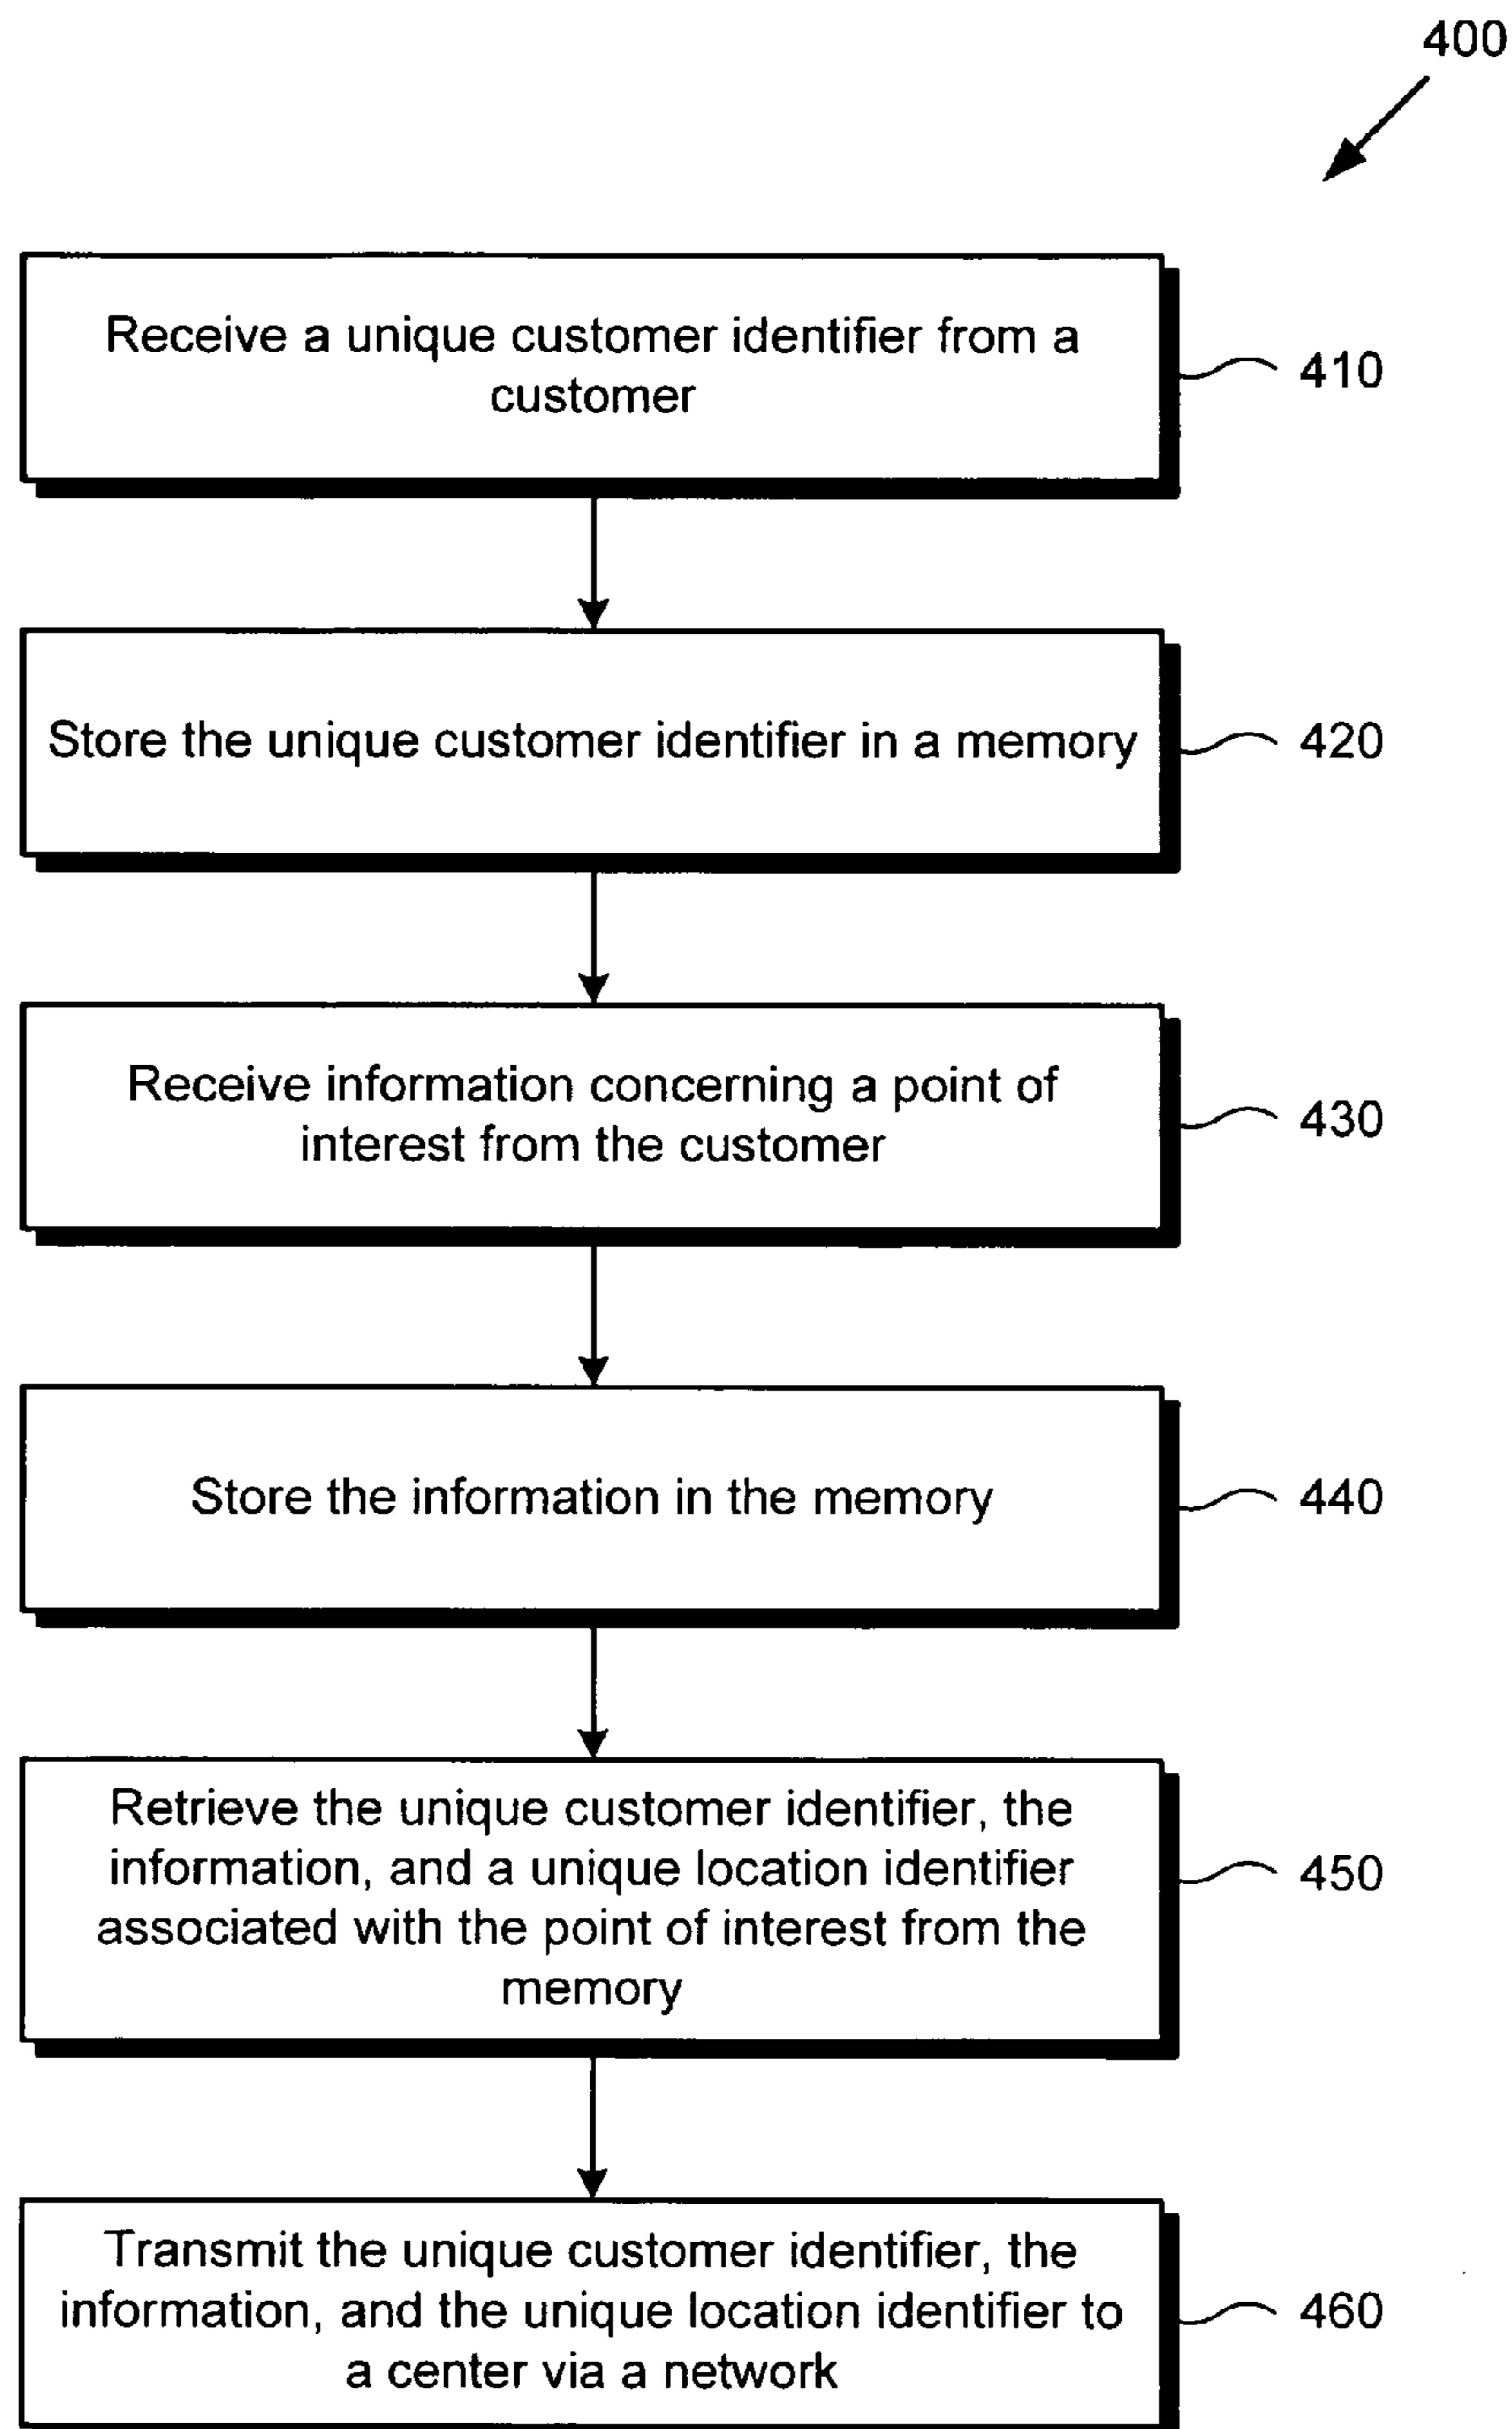 400
Receive a unique customer identifier from a
customer
410
Store the unique customer identifier in a memory
420
Receive information concerning a point of
interest from the customer
430
Store the information in the memory
440
Retrieve the unique customer identifier, the
information, and a unique location identifier
associated with the point of interest from the
memory
450
Transmit the unique customer identifier, the
information, and the unique location identifier to
a center via a network
460